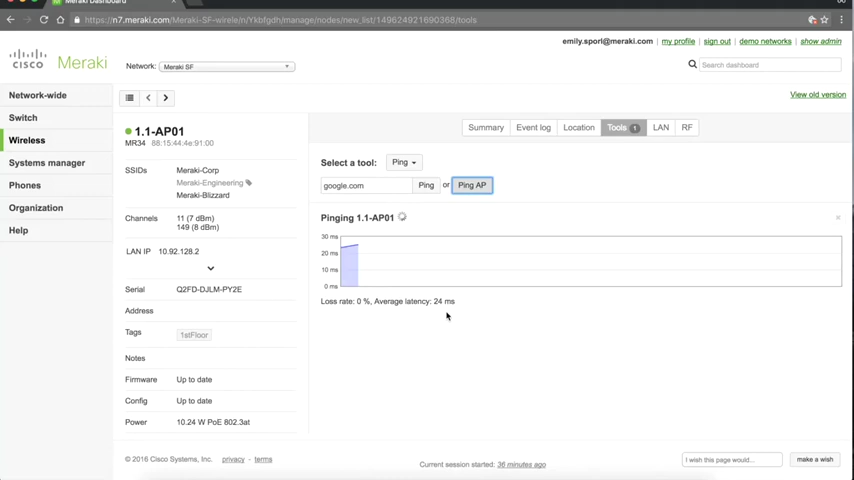 Meraki Dashboard
https://n7.meraki.com/Meraki-SF-wirele/n/Ykbfgdh/manage/nodes/new_list/149624921690368/tools
emily.sporl@meraki.com my profile sign out demo networks show admin
CISCO Meraki
Network: Meraki SF
Search dashboard
View old version
Network-wide
Switch
Wireless
Systems manager
Phones
Organization
Help
1.1-AP01
MR34 88:15:44:4e:91:00
SSIDs Meraki-Corp
Meraki-Engineering
Meraki-Blizzard
Channels 11 (7 dBm)
149 (8 dBm)
LAN IP 10.92.128.2
Serial Q2FD-DJLM-PY2E
Address
Tags 1stFloor
Notes
Firmware Up to date
Config Up to date
Power 10.24 W PoE 802.3at
Summary Event log Location Tools 1 LAN RF
Select a tool: Ping
google.com Ping or Ping AP
Pinging 1.1-AP01
30 ms
20 ms
10 ms
0 ms
Loss rate: 0 %, Average latency: 24 ms
© 2016 Cisco Systems, Inc. privacy terms
Current session started: 36 minutes ago
I wish this page would...
make a wish